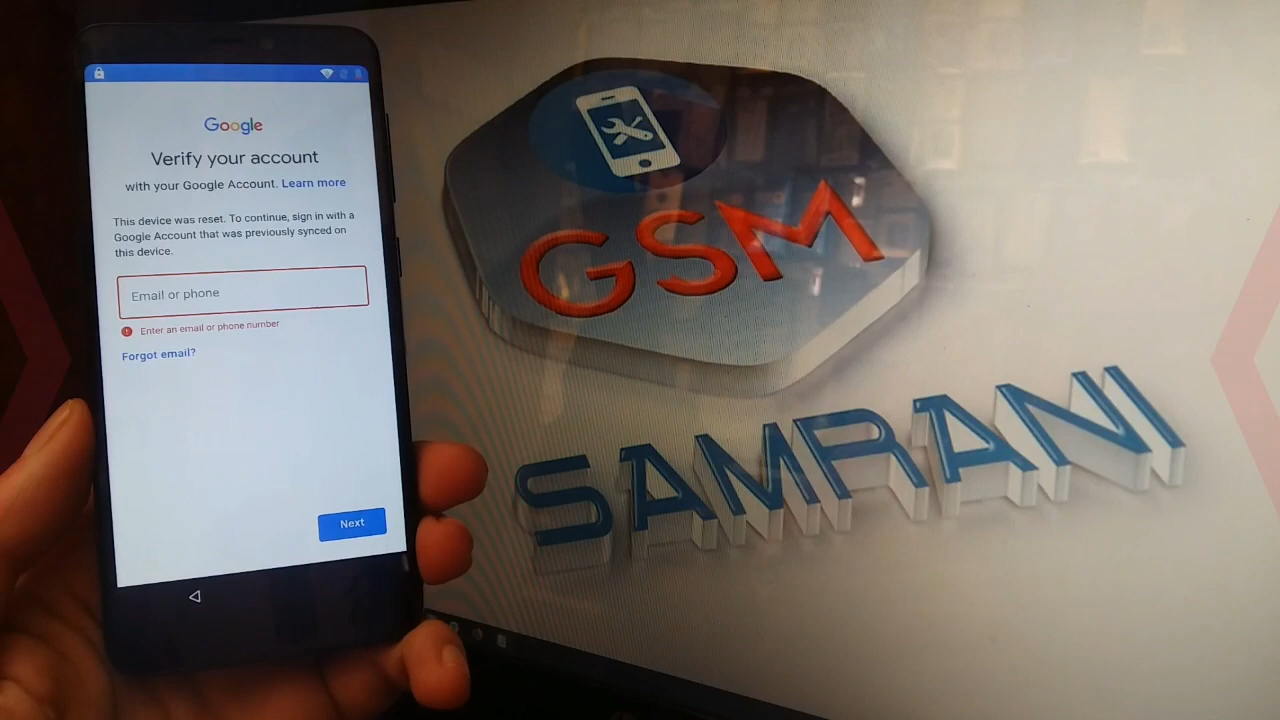 Google
Verify your account
with your Google Account. Learn more
This device was reset. To continue, sign in with a
Google Account that was previously synced on
this device.
Email or phone
Enter an email or phone number
Forgot email?
Next
GSM
SAMRANI